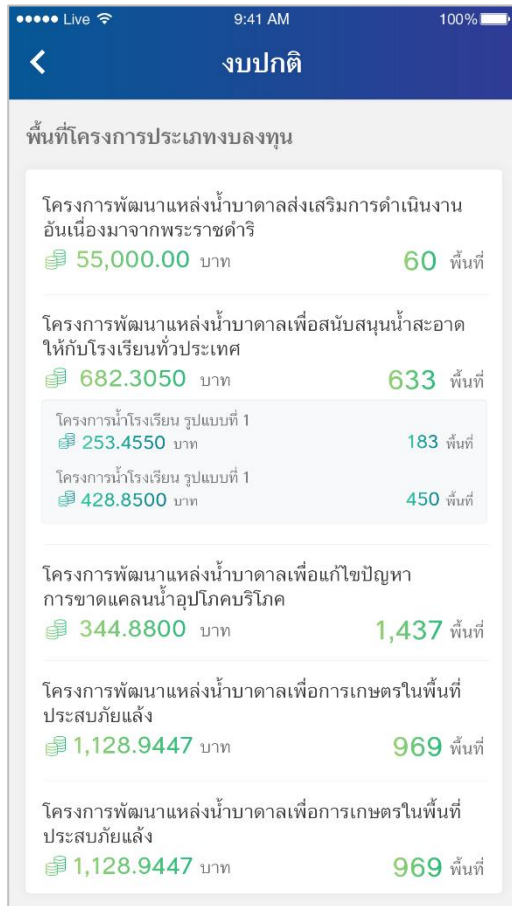 Live 9:41 AM 100%
งบปกติ
พื้นที่โครงการประเภทงบลงทุน
โครงการพัฒนาแหล่งน้ำบาดาลส่งเสริมการดำเนินงาน
อันเนื่องมาจากพระราชดำริ
55,000.00 บาท 60 พื้นที่
โครงการพัฒนาแหล่งน้ำบาดาลเพื่อสนับสนุนน้ำสะอาด
ให้กับโรงเรียนทั่วประเทศ
682.3050 บาท 633 พื้นที่
โครงการน้ำโรงเรียน รูปแบบที่ 1
253.4550 บาท 183 พื้นที่
โครงการน้ำโรงเรียน รูปแบบที่ 1
428.8500 บาท 450 พื้นที่
โครงการพัฒนาแหล่งน้ำบาดาลเพื่อแก้ไขปัญหา
การขาดแคลนน้ำอุปโภคบริโภค
344.8800 บาท 1,437 พื้นที่
โครงการพัฒนาแหล่งน้ำบาดาลเพื่อการเกษตรในพื้นที่
ประสบภัยแล้ง
1,128.9447 บาท 969 พื้นที่
โครงการพัฒนาแหล่งน้ำบาดาลเพื่อการเกษตรในพื้นที่
ประสบภัยแล้ง
1,128.9447 บาท 969 พื้นที่